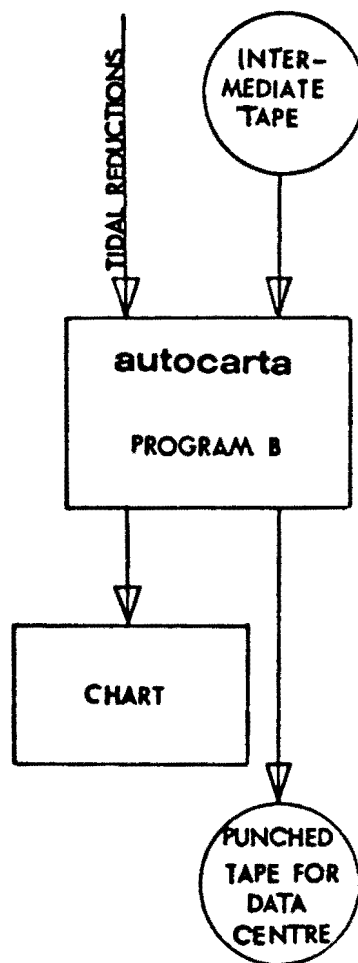 INTER-
MEDIATE
TAPE
TIDAL REDUCTIONS
autocarta
PROGRAM B
CHART
PUNCHED
TAPE FOR
DATA
CENTRE